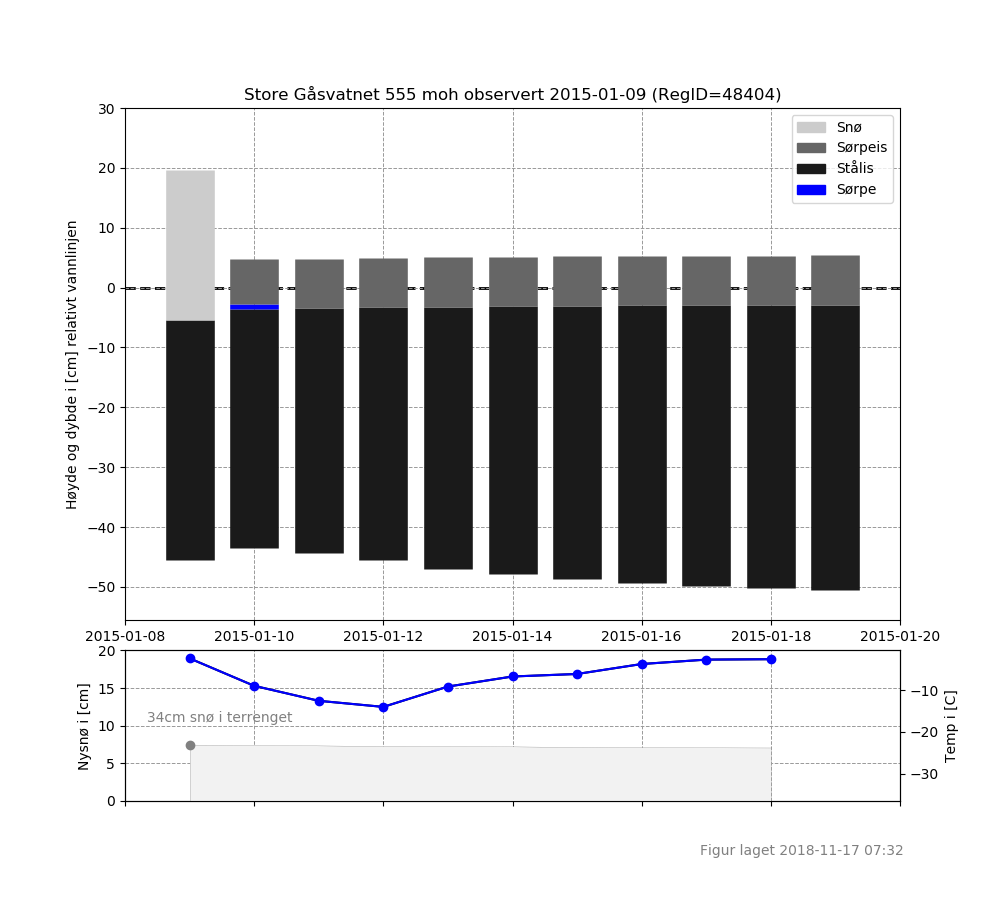 Store Gåsvatnet 555 moh observert 2015-01-09 (RegID=48404)
Høyde og dybde i [cm] relativt vannlinjen
30
20
10
0
−10
−20
−30
−40
−50
Snø
Sørpeis
Stålis
Sørpe
2015-01-08 2015-01-10 2015-01-12 2015-01-14 2015-01-16 2015-01-18 2015-01-20
Nysnø i [cm]
20
15
10
5
0
34cm snø i terrenget
−10
−20
−30
Temp i [C]
Figur laget 2018-11-17 07:32